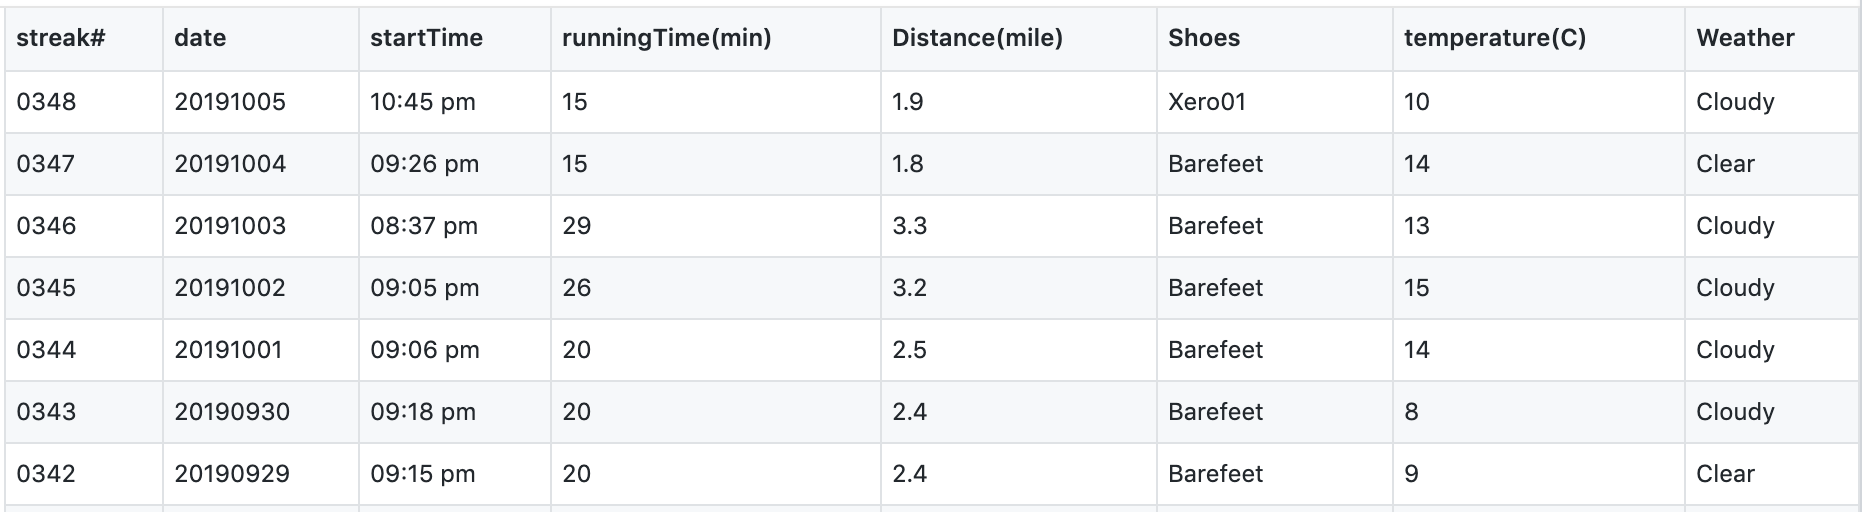 streak# date startTime runningTime(min) Distance(mile) Shoes temperature(C) Weather
0348 20191005 10:45 pm 15 1.9 Xero01 10 Cloudy
0347 20191004 09:26 pm 15 1.8 Barefeet 14 Clear
0346 20191003 08:37 pm 29 3.3 Barefeet 13 Cloudy
0345 20191002 09:05 pm 26 3.2 Barefeet 15 Cloudy
0344 20191001 09:06 pm 20 2.5 Barefeet 14 Cloudy
0343 20190930 09:18 pm 20 2.4 Barefeet 8 Cloudy
0342 20190929 09:15 pm 20 2.4 Barefeet 9 Clear